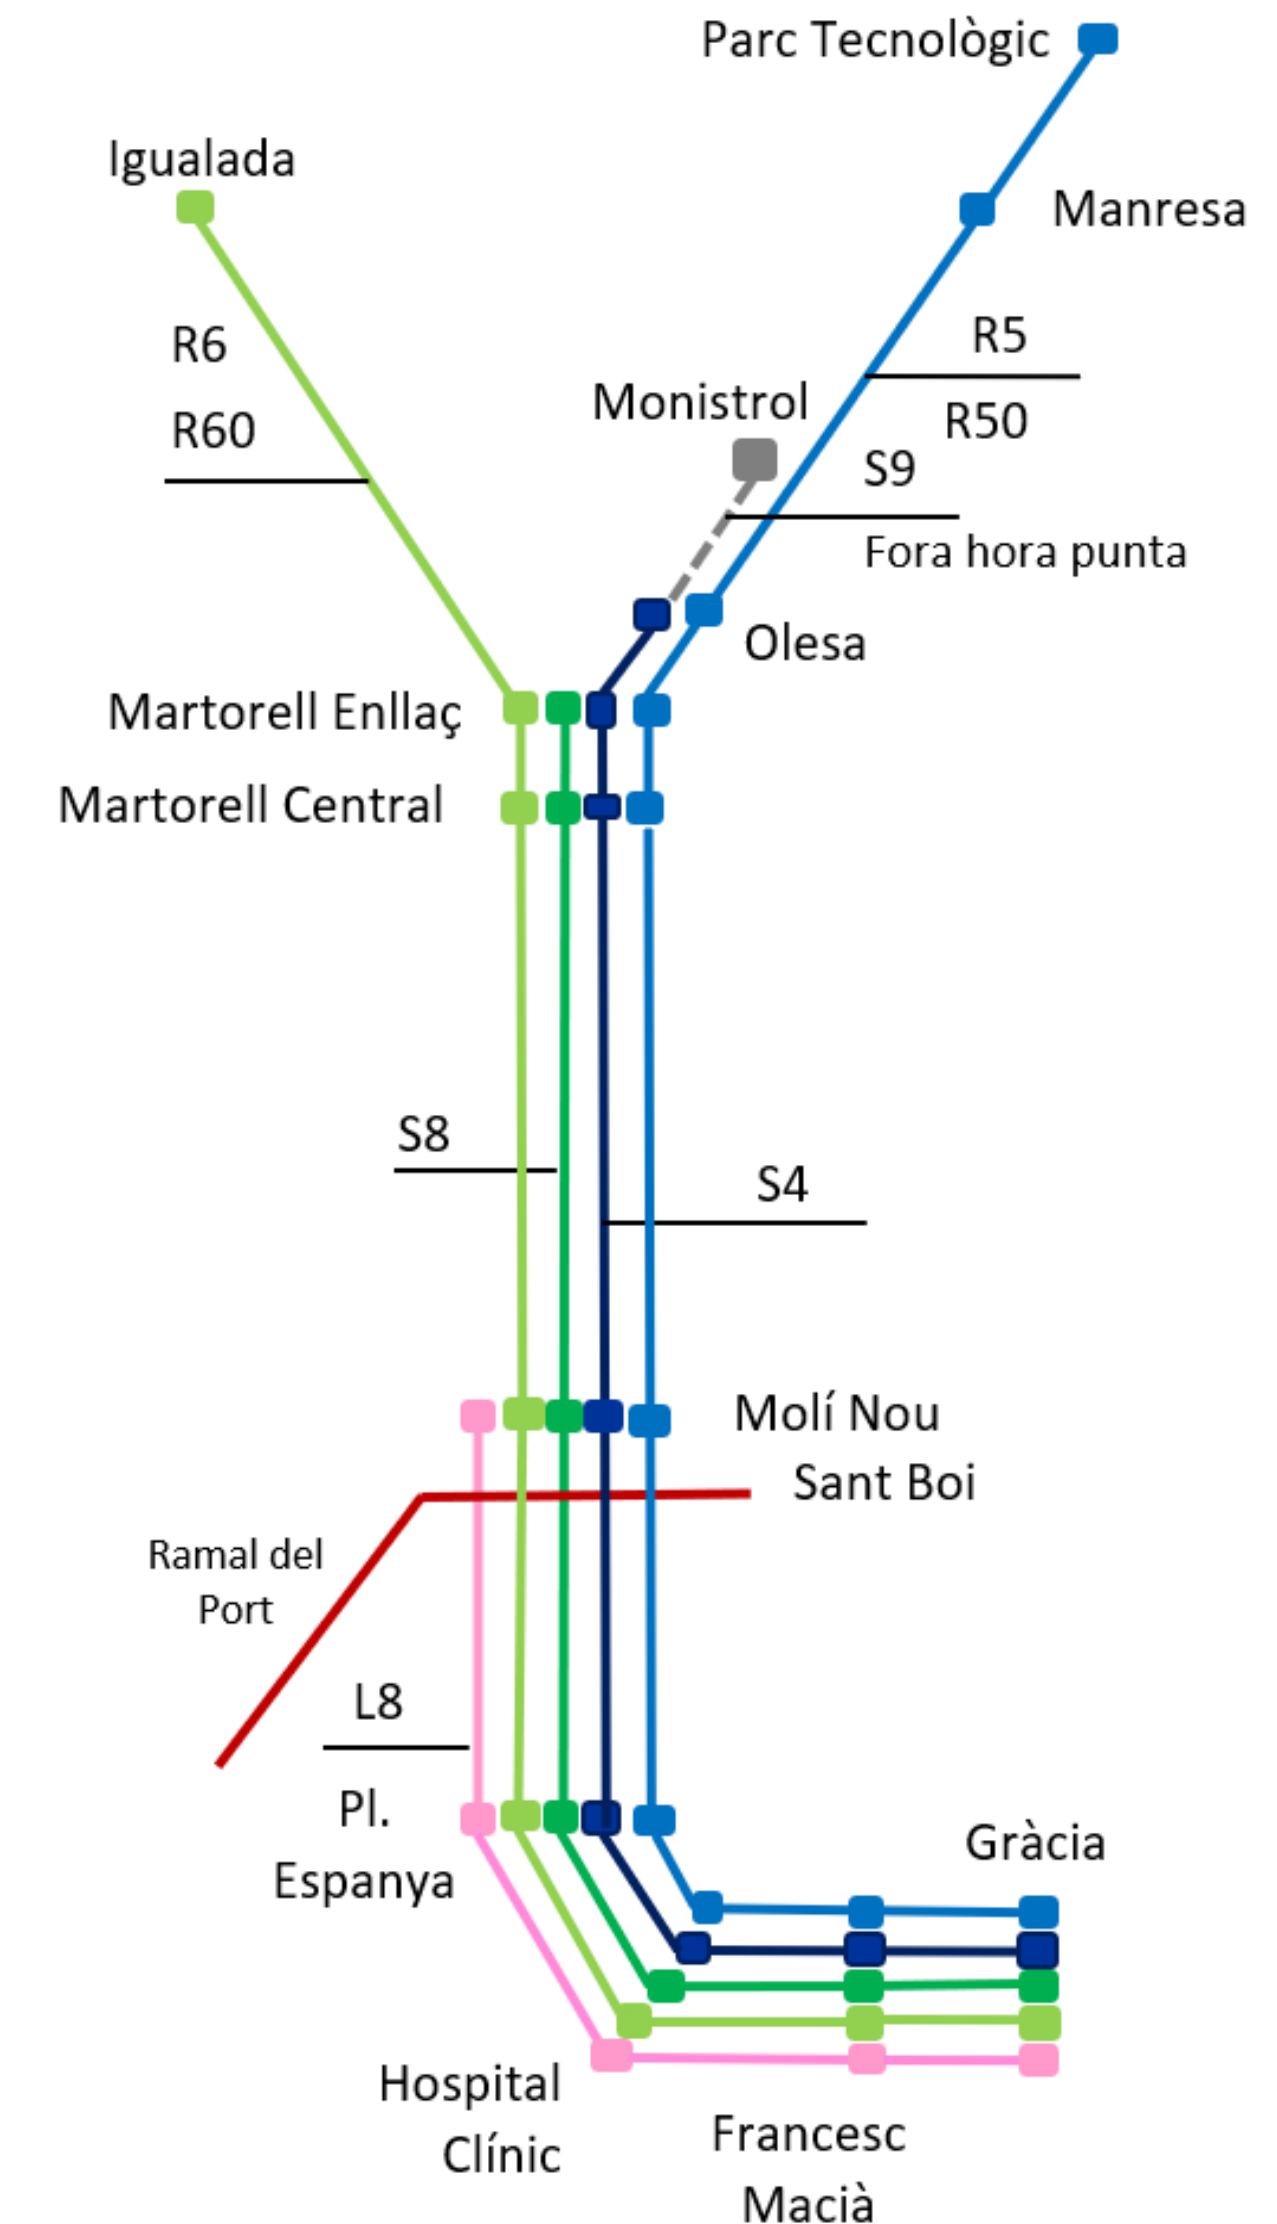 Parc Tecnològic
Igualada
Manresa
R6
R5
R60
Monistrol
R50
S9
Fora hora punta
Olesa
Martorell Enllaç
Martorell Central
S8
S4
Molí Nou
Sant Boi
Ramal del
Port
L8
Pl.
Espanya
Gràcia
Hospital
Clínic
Francesc
Macià